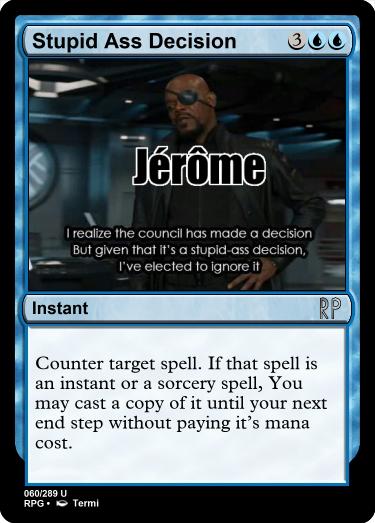 Stupid Ass Decision 3
Jérôme
I realize the council has made a decision
But given that it's a stupid-ass decision,
I've elected to ignore it
Instant RP
Counter target spell. If that spell is
an instant or a sorcery spell, You
may cast a copy of it until your next
end step without paying it's mana
cost.
060/289 U
RPG • Termi